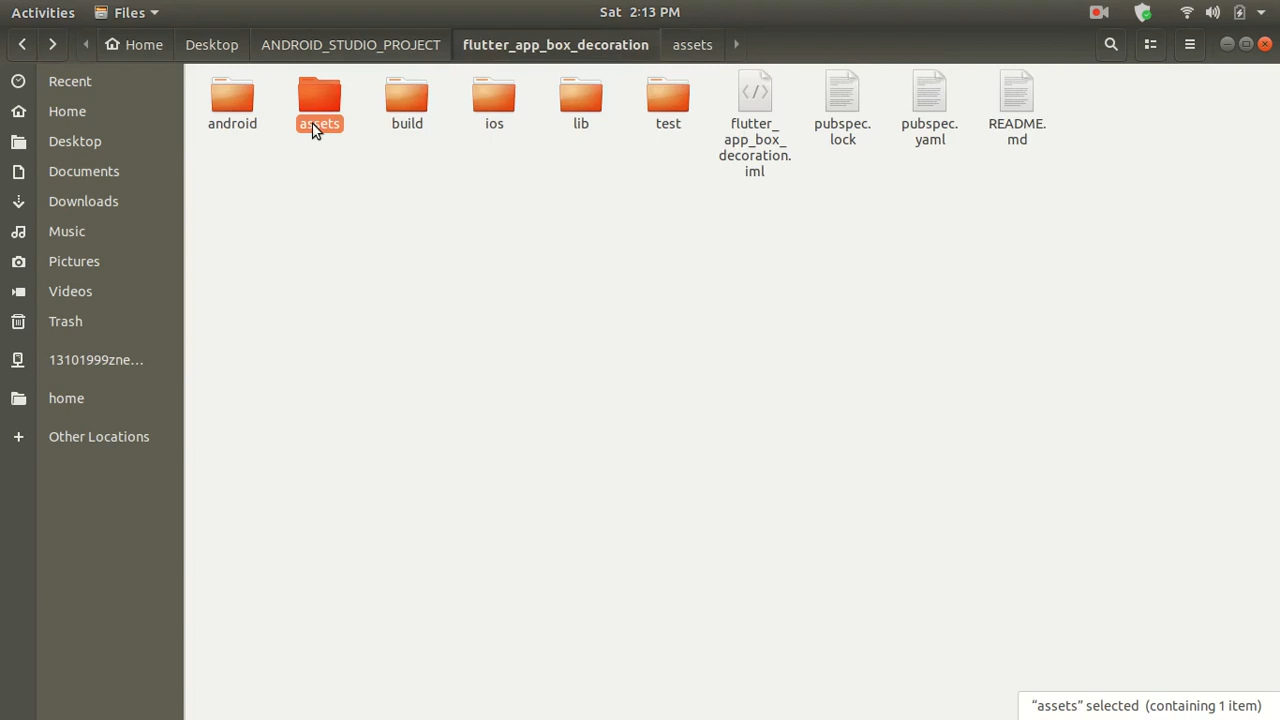 Activities Files Sat 2:13 PM
Home Desktop ANDROID_STUDIO_PROJECT flutter_app_box_decoration assets
Recent
Home
Desktop
Documents
Downloads
Music
Pictures
Videos
Trash
13101999zne…
home
Other Locations
android
assets
build
ios
lib
test
flutter_
app_box_
decoration.
iml
pubspec.
lock
pubspec.
yaml
README.
md
“assets” selected (containing 1 item)